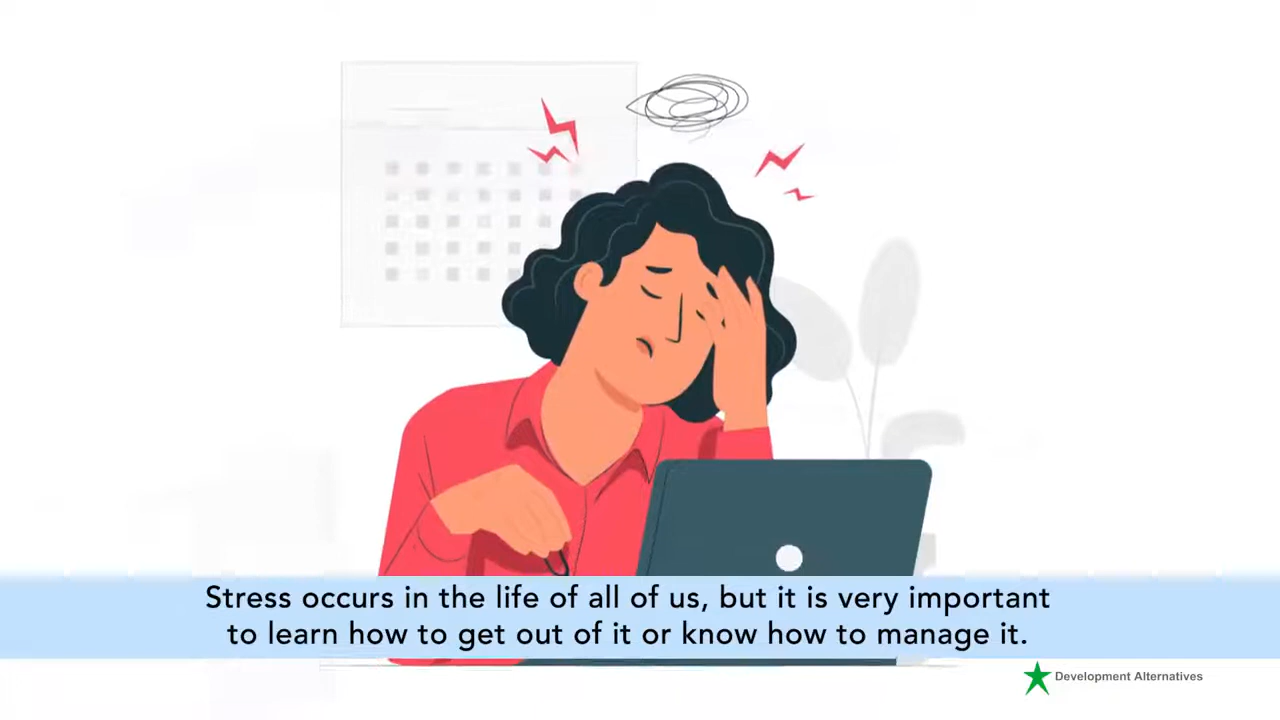 Stress occurs in the life of all of us, but it is very important
to learn how to get out of it or know how to manage it.
Development Alternatives